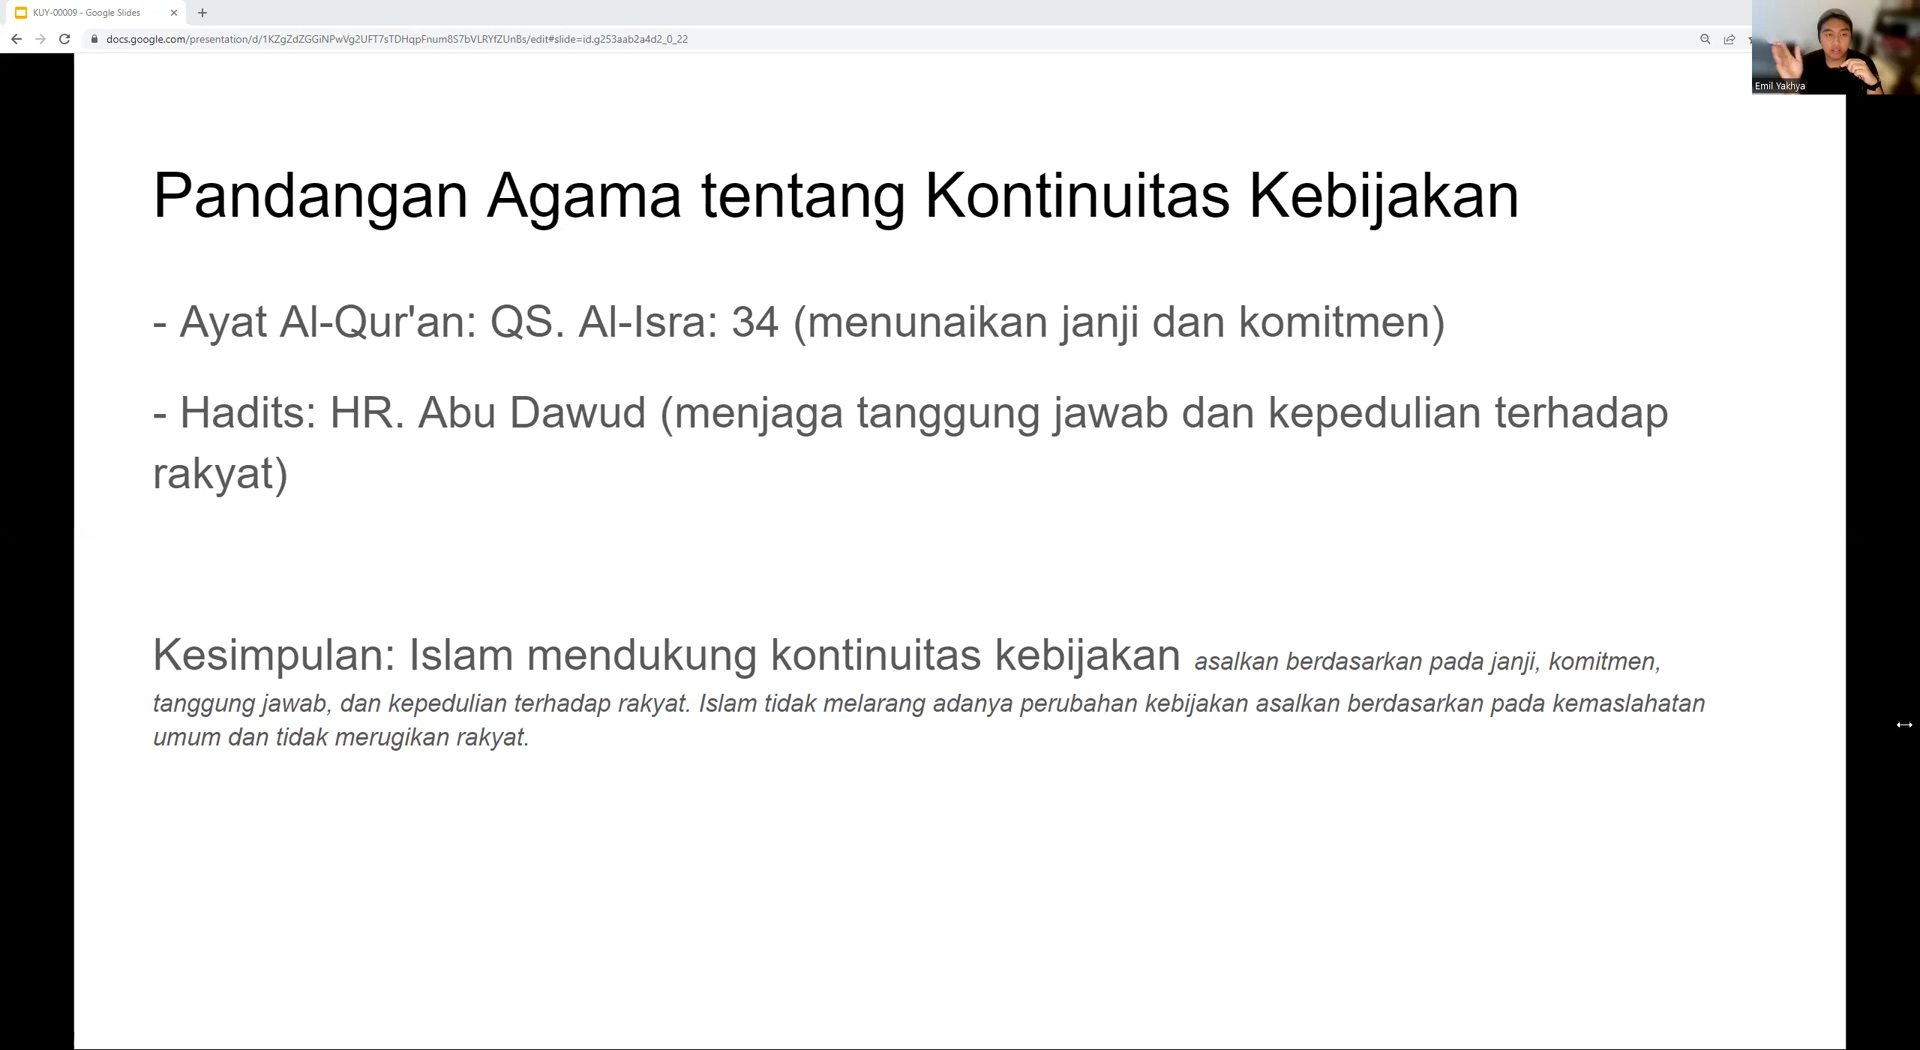 KUY-00009 - Google Slides
docs.google.com/presentation/d/1KZgZdZGGiNPwVg2UFT7sTDHqpFnum8S7bVLRYfZUnBs/edit#slide=id.g253aab2a4d2_0_22
Emil Yakhya
Pandangan Agama tentang Kontinuitas Kebijakan
- Ayat Al-Qur'an: QS. Al-Isra: 34 (menunaikan janji dan komitmen)
- Hadits: HR. Abu Dawud (menjaga tanggung jawab dan kepedulian terhadap
rakyat)
Kesimpulan: Islam mendukung kontinuitas kebijakan asalkan berdasarkan pada janji, komitmen,
tanggung jawab, dan kepedulian terhadap rakyat. Islam tidak melarang adanya perubahan kebijakan asalkan berdasarkan pada kemaslahatan
umum dan tidak merugikan rakyat.